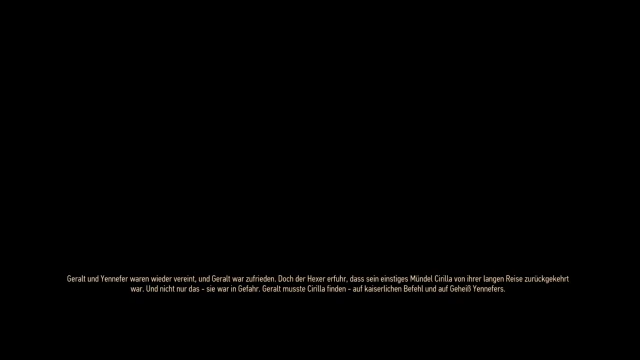 Geralt und Yennefer waren wieder vereint, und Geralt war zufrieden. Doch der Hexer erfuhr, dass sein einstiges Mündel Cirilla von ihrer langen Reise zurückgekehrt
war. Und nicht nur das - sie war in Gefahr. Geralt musste Cirilla finden - auf kaiserlichen Befehl und auf Geheiß Yennefers.